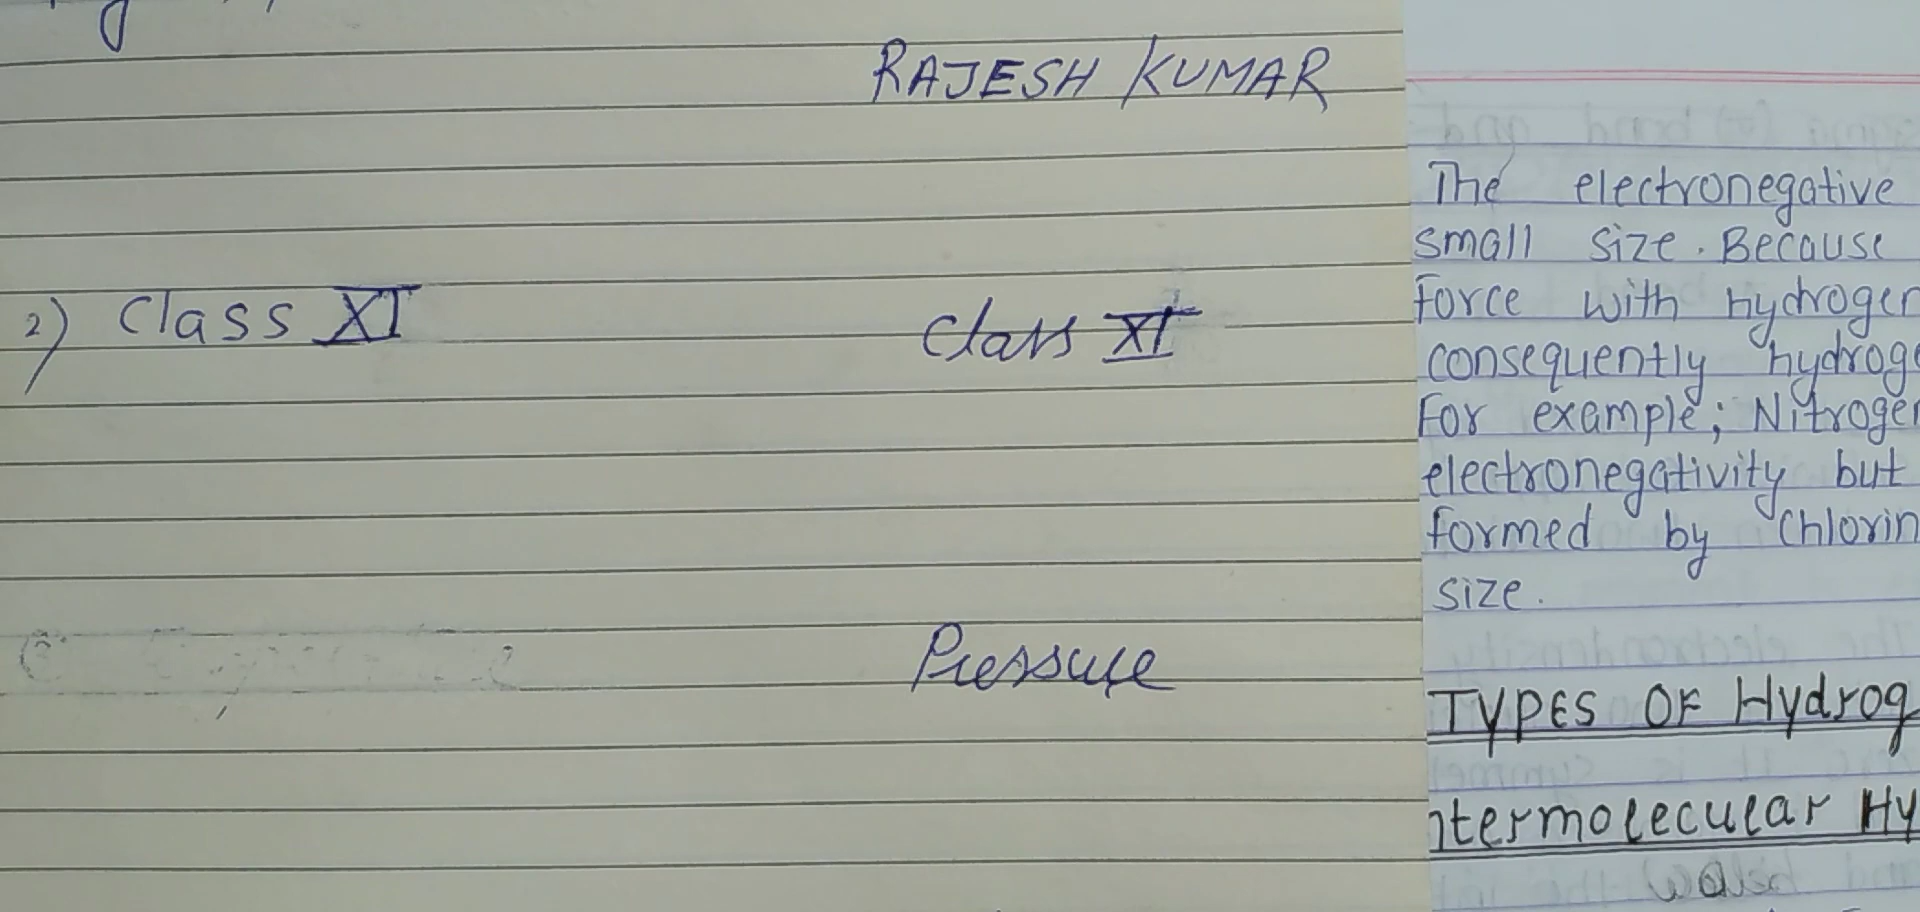 RAJESH KUMAR
2) Class XI
Class XI
Pressure
The electronegative
small size. Because
Force with hydrogen
consequently hydroge
For example; Nitrogen
electronegativity but
formed by Chlorin
size.
TYPES OF Hydrog
ntermolecular Hy